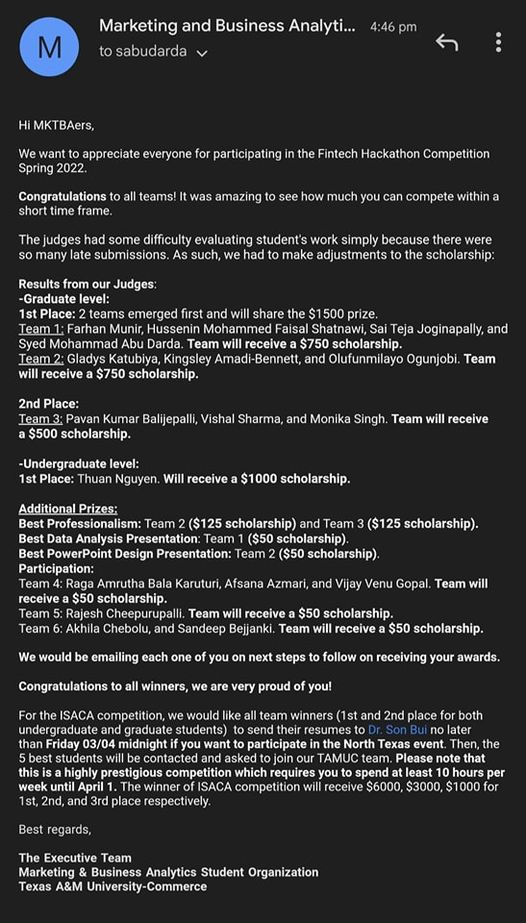 M
Marketing and Business Analyti...
4:46 pm
to sabudarda
Hi MKTBAers,
We want to appreciate everyone for participating in the Fintech Hackathon Competition
Spring 2022.
Congratulations to all teams! It was amazing to see how much you can compete within a
short time frame.
The judges had some difficulty evaluating student's work simply because there were
so many late submissions. As such, we had to make adjustments to the scholarship:
Results from our Judges:
-Graduate level:
1st Place: 2 teams emerged first and will share the $1500 prize.
Team 1: Farhan Munir, Hussenin Mohammed Faisal Shatnawi, Sai Teja Joginapally, and
Syed Mohammad Abu Darda. Team will receive a $750 scholarship.
Team 2: Gladys Katubiya, Kingsley Amadi-Bennett, and Olufunmilayo Ogunjobi. Team
will receive a $750 scholarship.
2nd Place:
Team 3: Pavan Kumar Balijepalli, Vishal Sharma, and Monika Singh. Team will receive
a $500 scholarship.
-Undergraduate level:
1st Place: Thuan Nguyen. Will receive a $1000 scholarship.
Additional Prizes:
Best Professionalism: Team 2 ($125 scholarship) and Team 3 ($125 scholarship).
Best Data Analysis Presentation: Team 1 ($50 scholarship).
Best PowerPoint Design Presentation: Team 2 ($50 scholarship).
Participation:
Team 4: Raga Amrutha Bala Karuturi, Afsana Azmari, and Vijay Venu Gopal. Team will
receive a $50 scholarship.
Team 5: Rajesh Cheepurupalli. Team will receive a $50 scholarship.
Team 6: Akhila Chebolu, and Sandeep Bejjanki. Team will receive a $50 scholarship.
We would be emailing each one of you on next steps to follow on receiving your awards.
Congratulations to all winners, we are very proud of you!
For the ISACA competition, we would like all team winners (1st and 2nd place for both
undergraduate and graduate students) to send their resumes to Dr. Son Bui no later
than Friday 03/04 midnight if you want to participate in the North Texas event. Then, the
5 best students will be contacted and asked to join our TAMUC team. Please note that
this is a highly prestigious competition which requires you to spend at least 10 hours per
week until April 1. The winner of ISACA competition will receive $6000, $3000, $1000 for
1st, 2nd, and 3rd place respectively.
Best regards,
The Executive Team
Marketing & Business Analytics Student Organization
Texas A&M University-Commerce